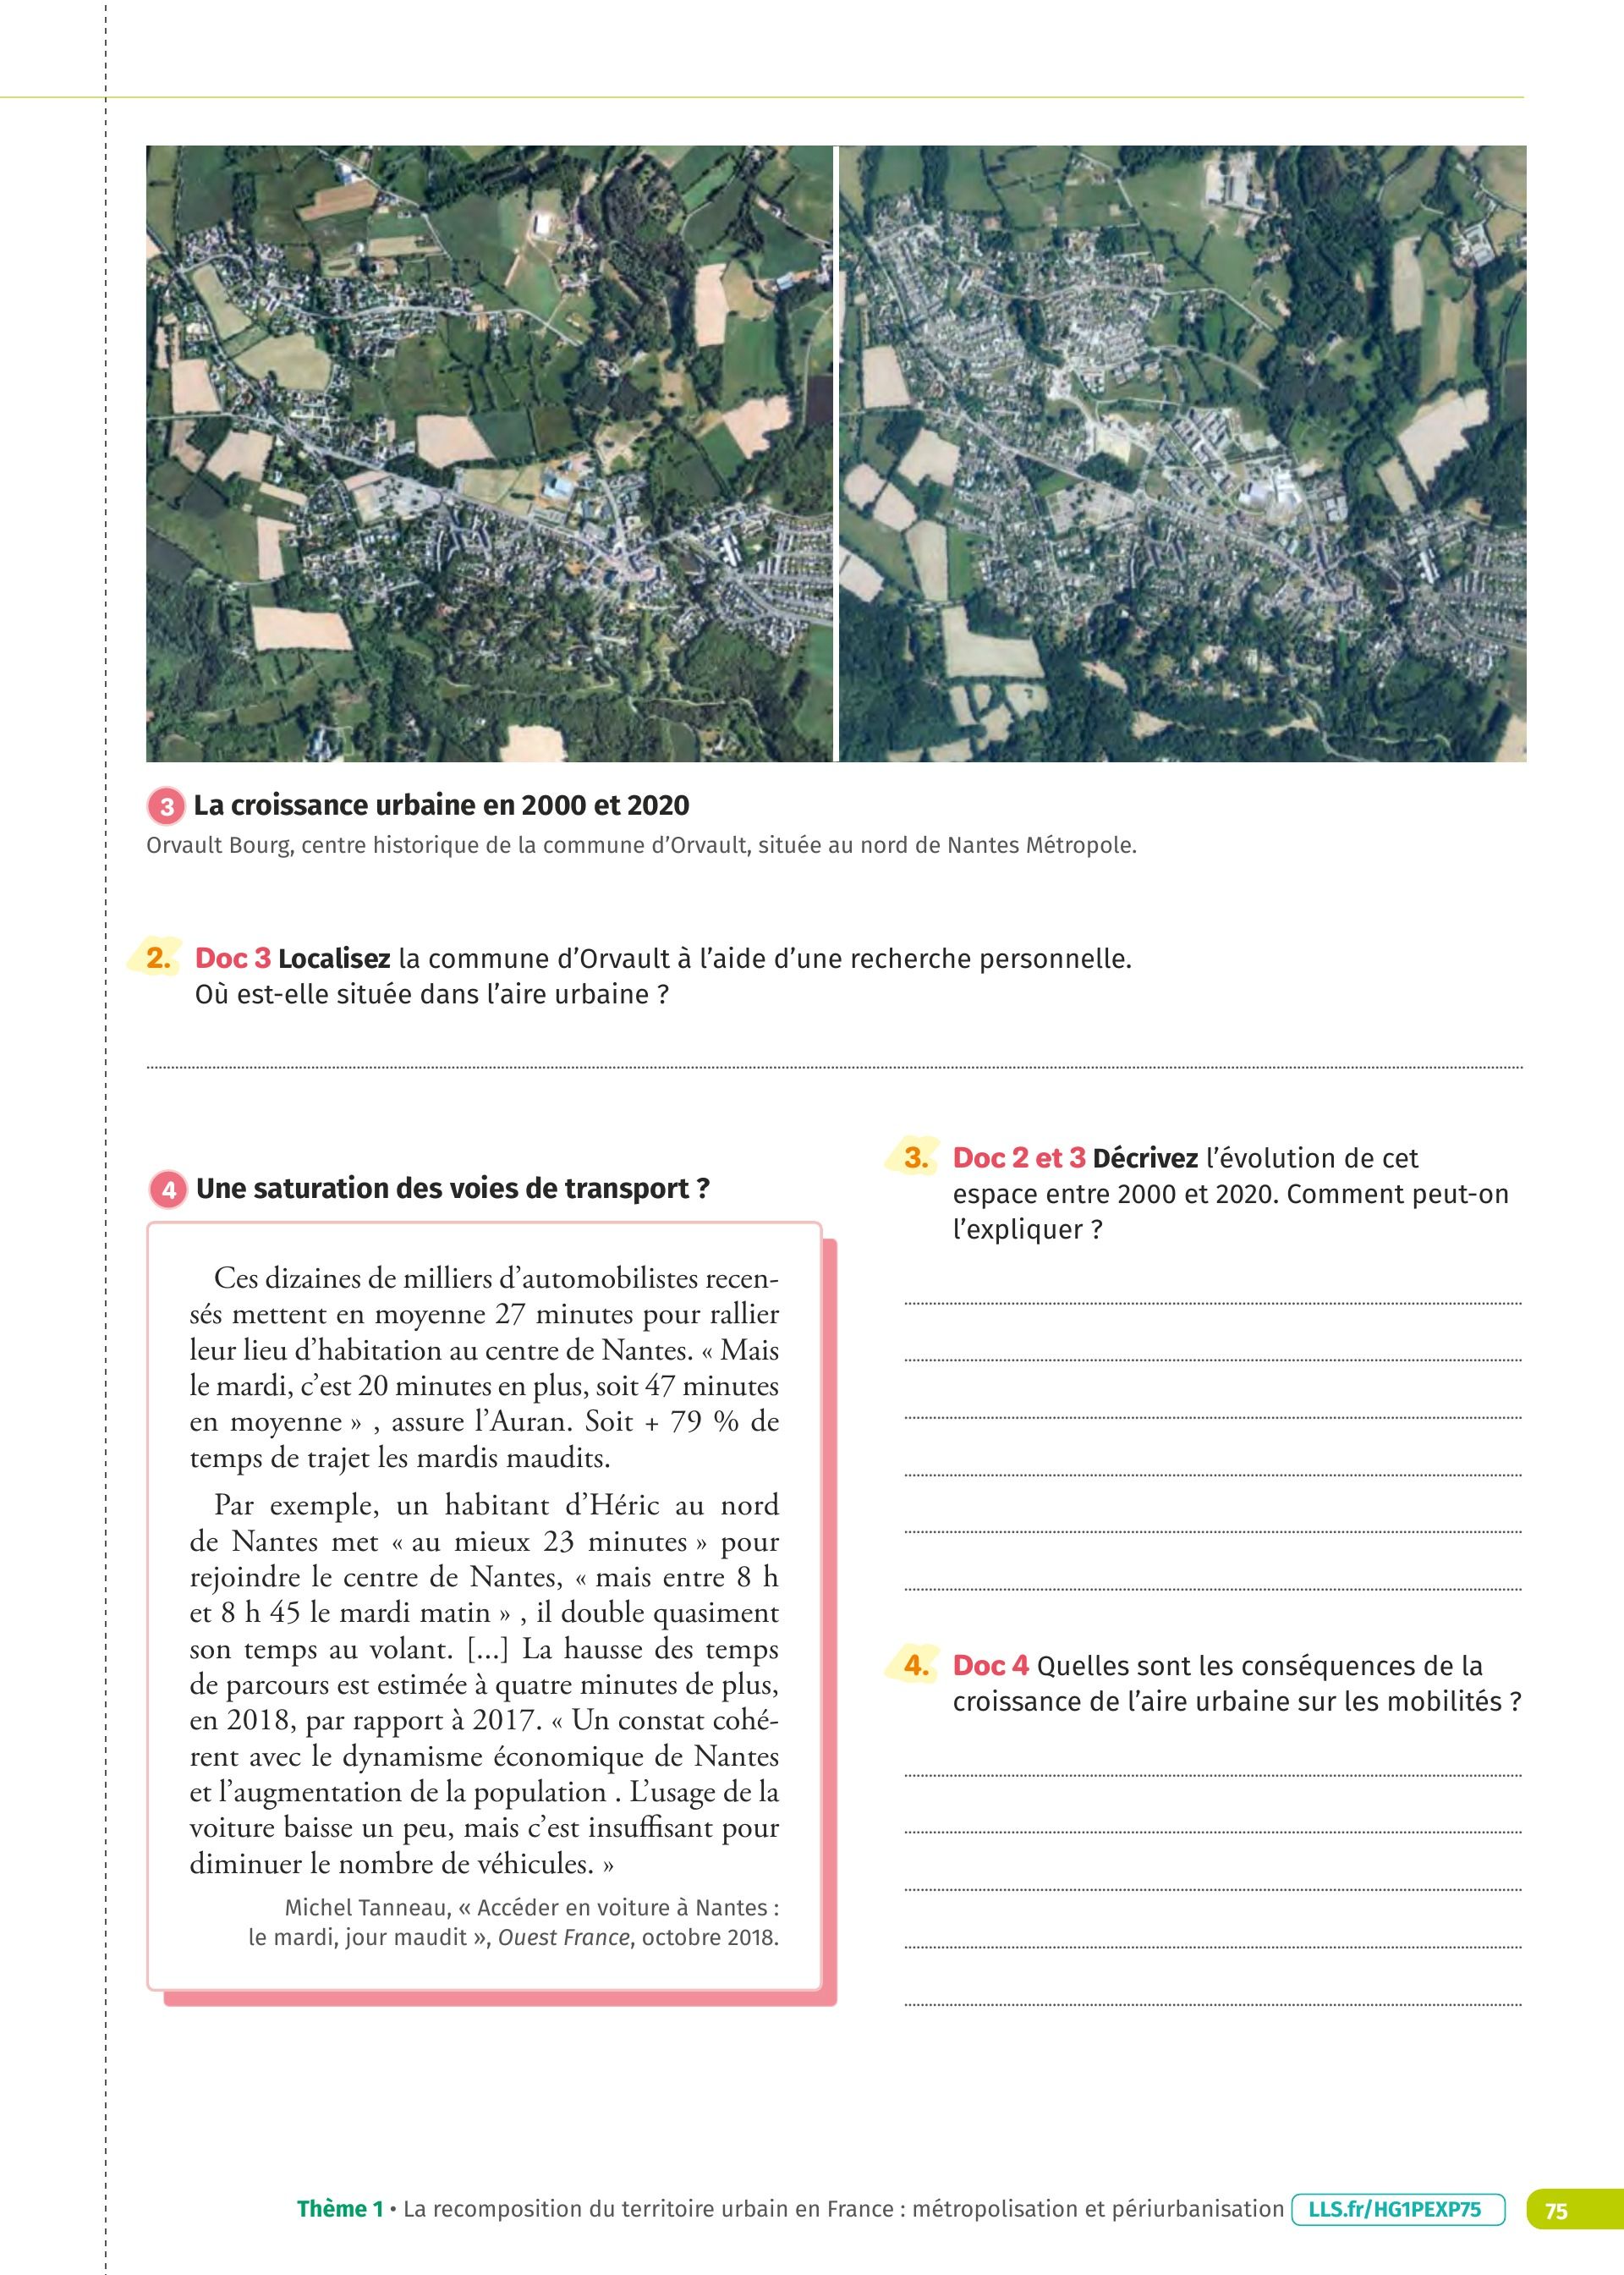 3 La croissance urbaine en 2000 et 2020
Orvault Bourg, centre historique de la commune d’Orvault, située au nord de Nantes Métropole.
2. Doc 3 Localisez la commune d’Orvault à l’aide d’une recherche personnelle.
Où est-elle située dans l’aire urbaine ?
4 Une saturation des voies de transport ?
Ces dizaines de milliers d’automobilistes recen-
sés mettent en moyenne 27 minutes pour rallier
leur lieu d’habitation au centre de Nantes. « Mais
le mardi, c’est 20 minutes en plus, soit 47 minutes
en moyenne » , assure l’Auran. Soit + 79 % de
temps de trajet les mardis maudits.
Par exemple, un habitant d’Héric au nord
de Nantes met « au mieux 23 minutes » pour
rejoindre le centre de Nantes, « mais entre 8 h
et 8 h 45 le mardi matin » , il double quasiment
son temps au volant. [...] La hausse des temps
de parcours est estimée à quatre minutes de plus,
en 2018, par rapport à 2017. « Un constat cohé-
rent avec le dynamisme économique de Nantes
et l’augmentation de la population . L’usage de la
voiture baisse un peu, mais c’est insuffisant pour
diminuer le nombre de véhicules. »
Michel Tanneau, « Accéder en voiture à Nantes :
le mardi, jour maudit », Ouest France, octobre 2018.
3. Doc 2 et 3 Décrivez l’évolution de cet
espace entre 2000 et 2020. Comment peut-on
l’expliquer ?
4. Doc 4 Quelles sont les conséquences de la
croissance de l’aire urbaine sur les mobilités ?
Thème 1 • La recomposition du territoire urbain en France : métropolisation et périurbanisation LLS.fr/HG1PEXP75 75